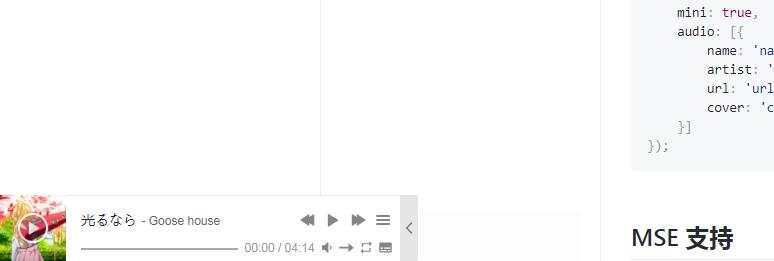 mini: true,
audio: [{
name: 'na
artist: '
url: 'url
cover: 'c
}]
});
光るなら - Goose house
00:00 / 04:14
MSE 支持